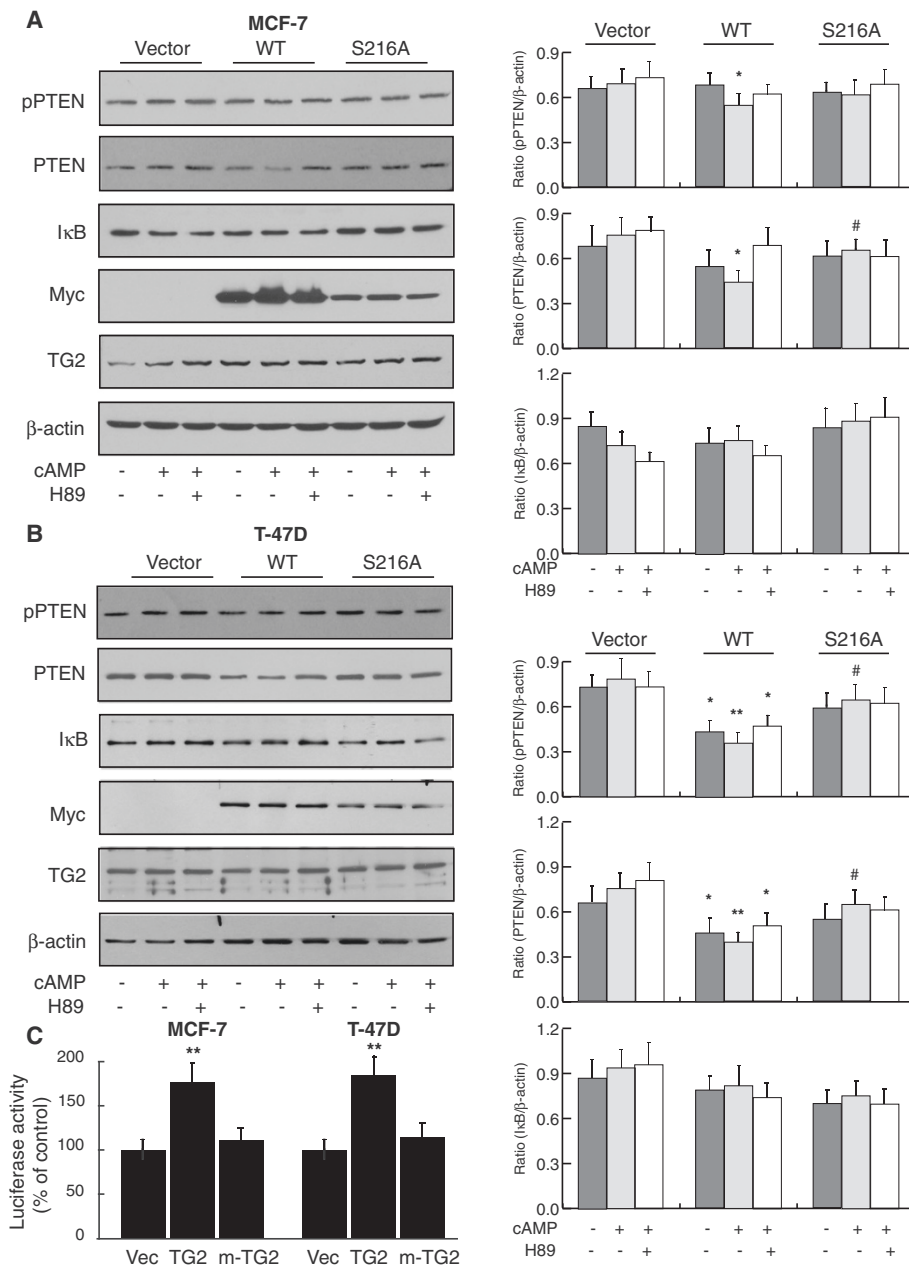 A
MCF-7
Vector WT S216A
pPTEN
PTEN
IκB
Myc
TG2
β-actin
cAMP - + + - + + - + +
H89 - - + - - + - - +
Vector WT S216A
Ratio (pPTEN/β-actin)
0.9
0.6
0.3
0.0
*
Ratio (PTEN/β-actin)
0.9
0.6
0.3
0.0
*
#
Ratio (IκB/β-actin)
1.2
0.9
0.6
0.3
0.0
cAMP - + + - + + - + +
H89 - - + - - + - - +
B
T-47D
Vector WT S216A
pPTEN
PTEN
IκB
Myc
TG2
β-actin
cAMP - + + - + + - + +
H89 - - + - - + - - +
Vector WT S216A
Ratio (pPTEN/β-actin)
0.9
0.6
0.3
0.0
* ** *
#
Ratio (PTEN/β-actin)
1.2
0.9
0.6
0.3
0.0
* ** *
#
Ratio (IκB/β-actin)
1.2
0.9
0.6
0.3
0.0
cAMP - + + - + + - + +
H89 - - + - - + - - +
C
MCF-7 T-47D
** **
Luciferase activity
(% of control)
200
150
100
50
0
Vec TG2 m-TG2 Vec TG2 m-TG2